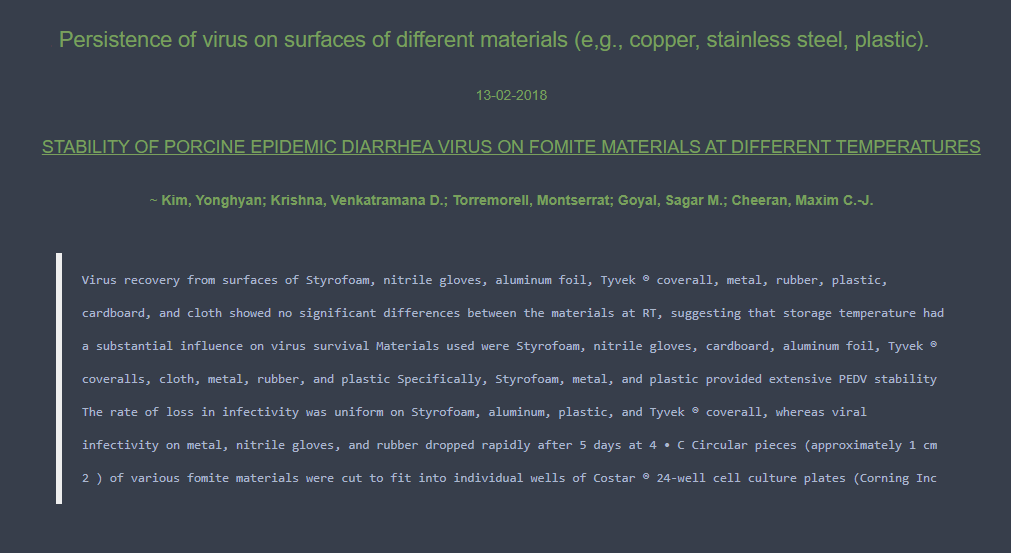 Persistence of virus on surfaces of different materials (e,g., copper, stainless steel, plastic).
13-02-2018
STABILITY OF PORCINE EPIDEMIC DIARRHEA VIRUS ON FOMITE MATERIALS AT DIFFERENT TEMPERATURES
~ Kim, Yonghyan; Krishna, Venkatramana D.; Torremorell, Montserrat; Goyal, Sagar M.; Cheeran, Maxim C.-J.
Virus recovery from surfaces of Styrofoam, nitrile gloves, aluminum foil, Tyvek ® coverall, metal, rubber, plastic,
cardboard, and cloth showed no significant differences between the materials at RT, suggesting that storage temperature had
a substantial influence on virus survival Materials used were Styrofoam, nitrile gloves, cardboard, aluminum foil, Tyvek ®
coveralls, cloth, metal, rubber, and plastic Specifically, Styrofoam, metal, and plastic provided extensive PEDV stability
The rate of loss in infectivity was uniform on Styrofoam, aluminum, plastic, and Tyvek ® coverall, whereas viral
infectivity on metal, nitrile gloves, and rubber dropped rapidly after 5 days at 4 • C Circular pieces (approximately 1 cm
2 ) of various fomite materials were cut to fit into individual wells of Costar ® 24-well cell culture plates (Corning Inc